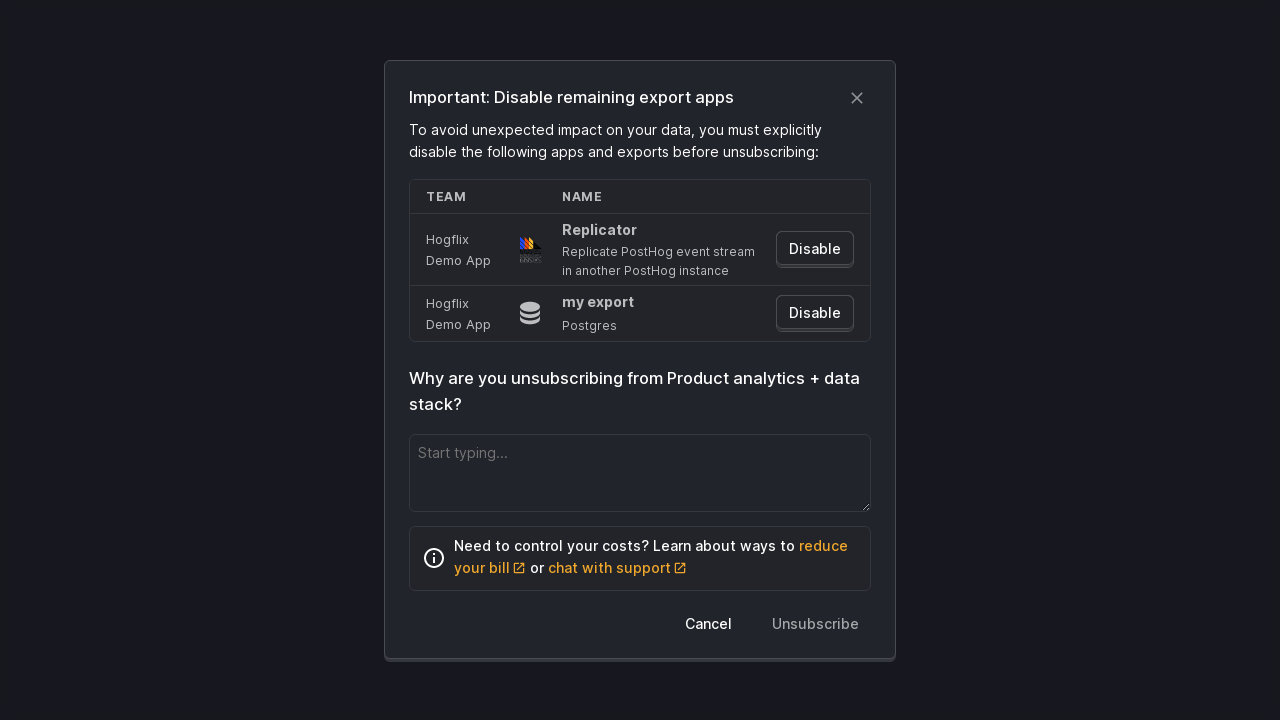 Important: Disable remaining export apps
To avoid unexpected impact on your data, you must explicitly
disable the following apps and exports before unsubscribing:
TEAM NAME
Hogflix
Demo App
Replicator
Replicate PostHog event stream
in another PostHog instance
Disable
Hogflix
Demo App
my export
Postgres
Disable
Why are you unsubscribing from Product analytics + data
stack?
Start typing...
Need to control your costs? Learn about ways to reduce
your bill or chat with support
Cancel Unsubscribe